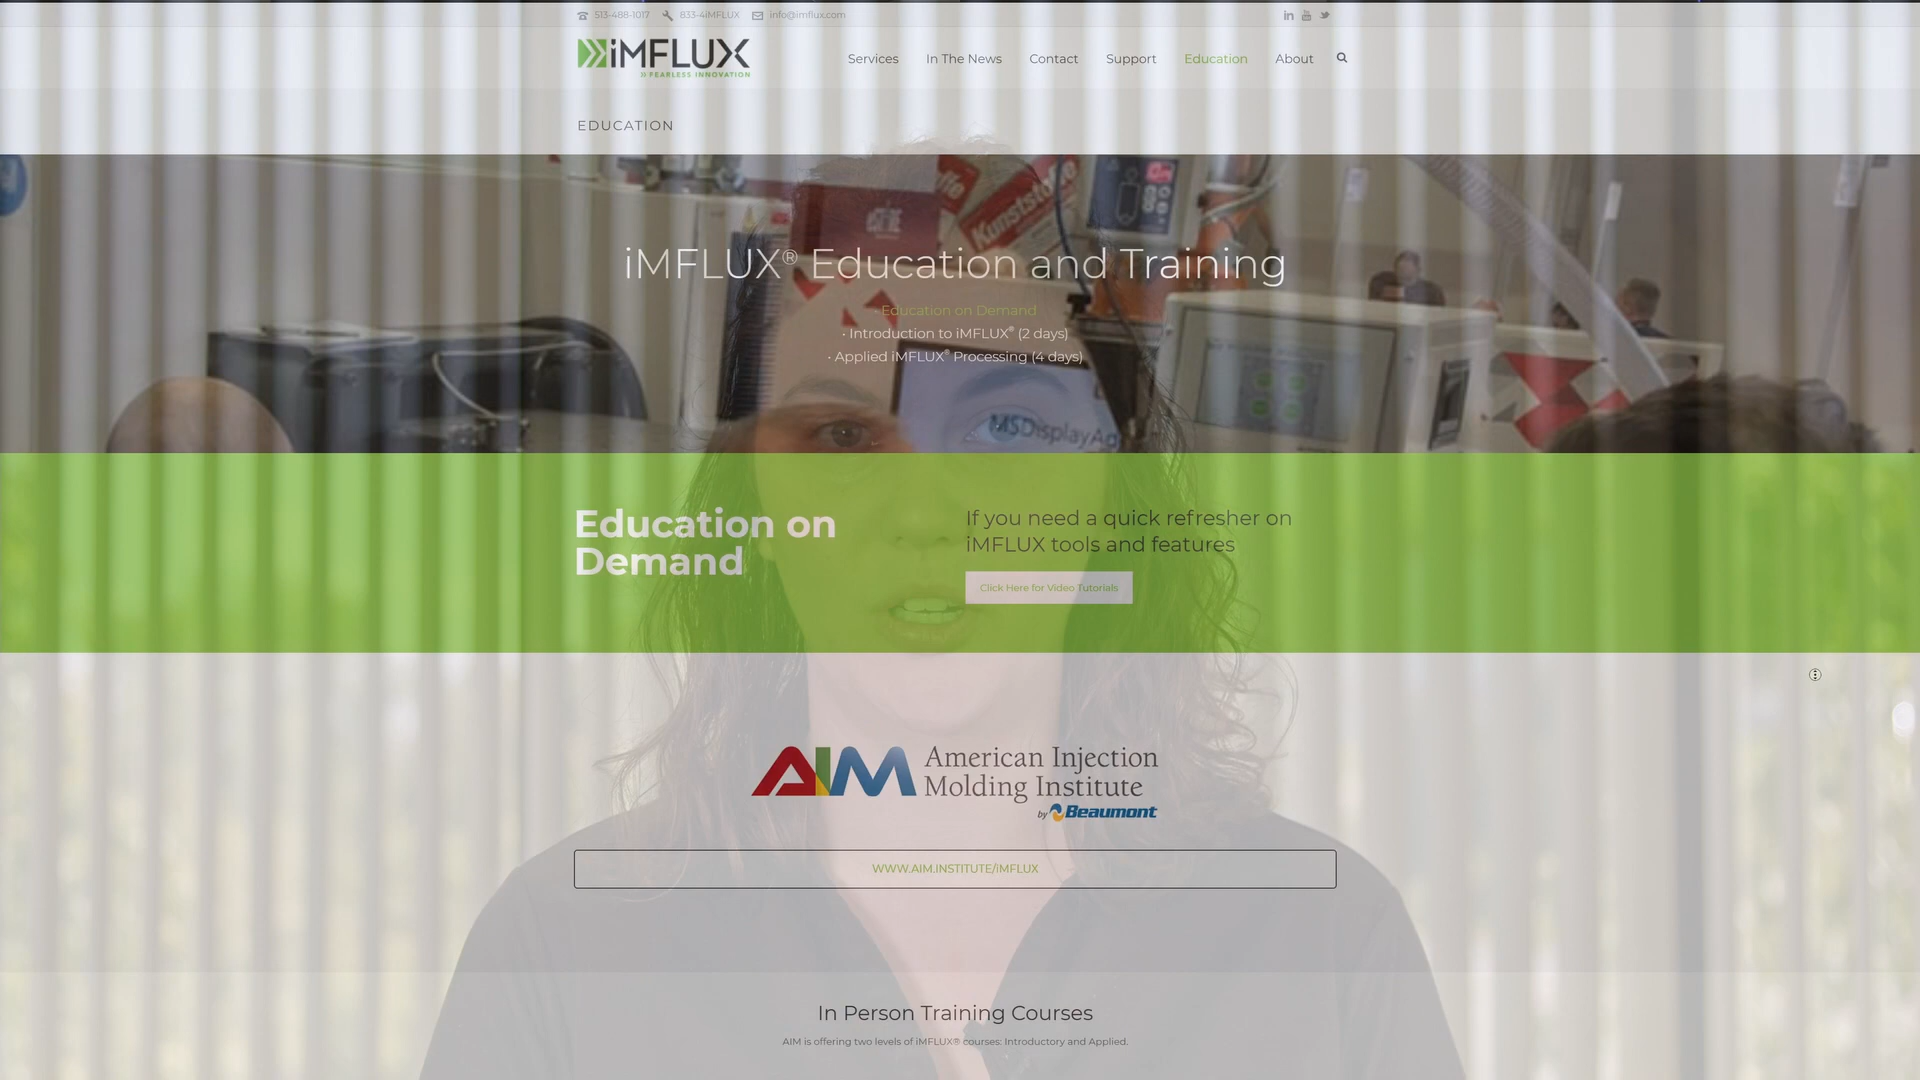 513-488-1017 833-4iMFLUX info@imflux.com
iMFLUX
FEARLESS INNOVATION
Services In The News Contact Support Education About
EDUCATION
Kunststoffe
iMFLUX® Education and Training
· Education on Demand
· Introduction to iMFLUX® (2 days)
· Applied iMFLUX® Processing (4 days)
MSDisplayAd
Education on
Demand
If you need a quick refresher on
iMFLUX tools and features
Click Here for Video Tutorials
AIM American Injection
Molding Institute
by Beaumont
WWW.AIM.INSTITUTE/IMFLUX
In Person Training Courses
AIM is offering two levels of iMFLUX® courses: Introductory and Applied.